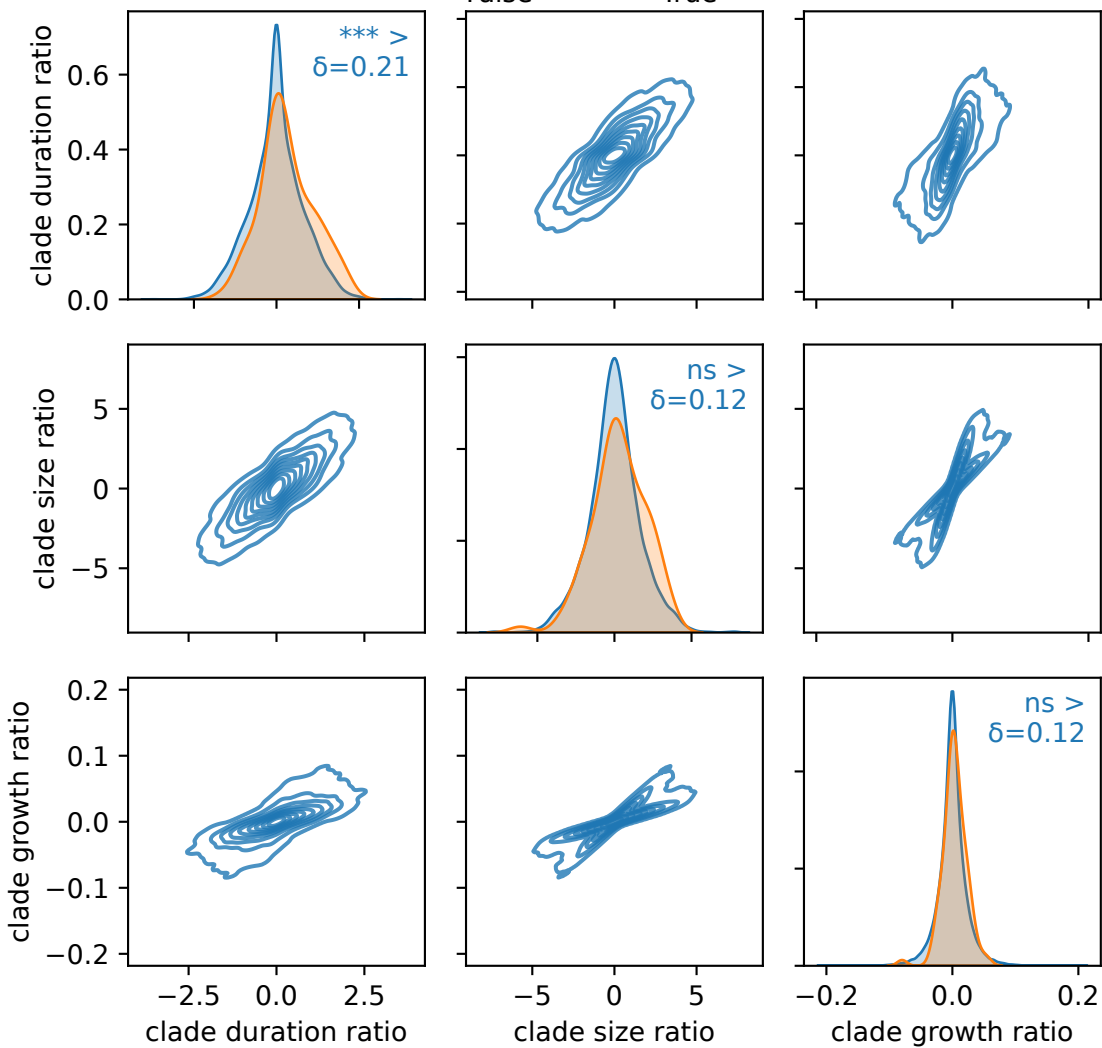 False True
clade duration ratio
0.6
0.4
0.2
0.0
*** >
δ=0.21
clade size ratio
5
0
−5
ns >
δ=0.12
clade growth ratio
0.2
0.1
0.0
−0.1
−0.2
ns >
δ=0.12
−2.5 0.0 2.5
−5 0 5
−0.2 0.0 0.2
clade duration ratio
clade size ratio
clade growth ratio